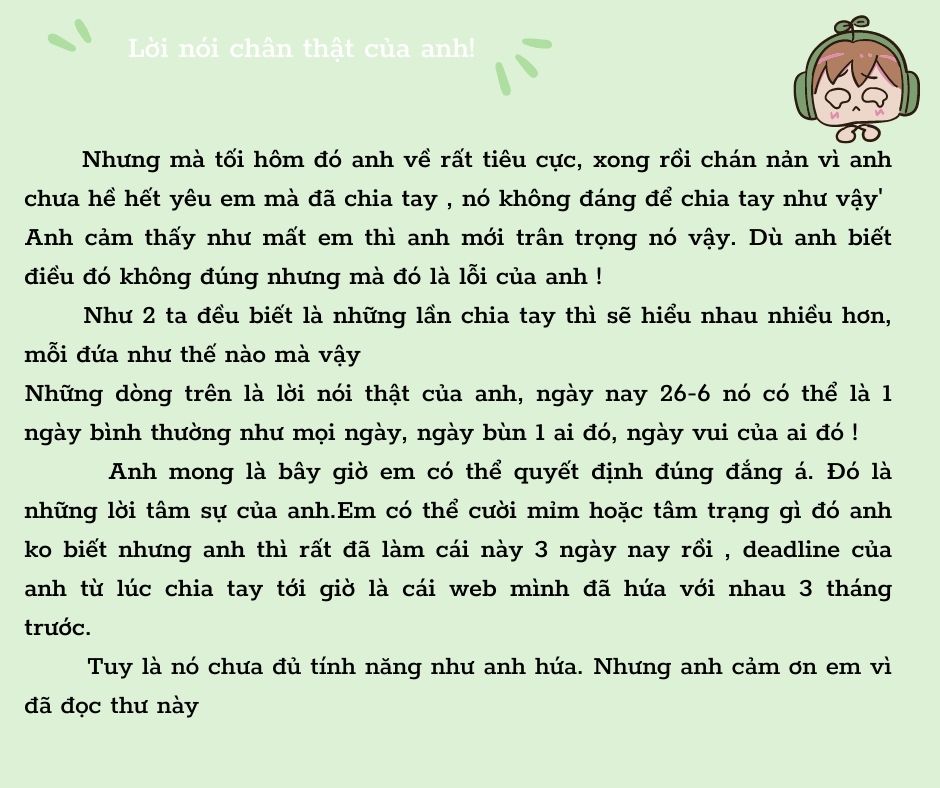 Lời nói chân thật của anh!
Nhưng mà tối hôm đó anh về rất tiêu cực, xong rồi chán nản vì anh
chưa hề hết yêu em mà đã chia tay , nó không đáng để chia tay như vậy'
Anh cảm thấy như mất em thì anh mới trân trọng nó vậy. Dù anh biết
điều đó không đúng nhưng mà đó là lỗi của anh !
Như 2 ta đều biết là những lần chia tay thì sẽ hiểu nhau nhiều hơn,
mỗi đứa như thế nào mà vậy
Những dòng trên là lời nói thật của anh, ngày nay 26-6 nó có thể là 1
ngày bình thường như mọi ngày, ngày bùn 1 ai đó, ngày vui của ai đó !
Anh mong là bây giờ em có thể quyết định đúng đắng á. Đó là
những lời tâm sự của anh.Em có thể cười mỉm hoặc tâm trạng gì đó anh
ko biết nhưng anh thì rất đã làm cái này 3 ngày nay rồi , deadline của
anh từ lúc chia tay tới giờ là cái web mình đã hứa với nhau 3 tháng
trước.
Tuy là nó chưa đủ tính năng như anh hứa. Nhưng anh cảm ơn em vì
đã đọc thư này